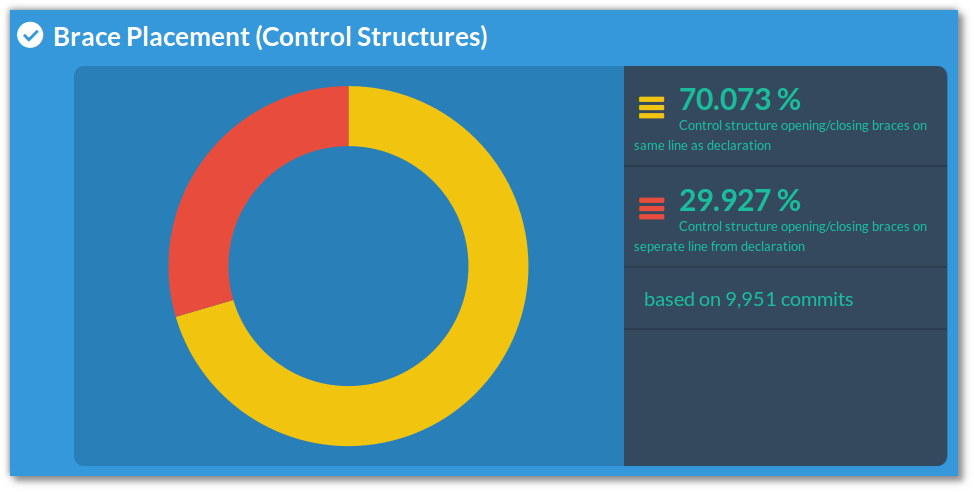 Brace Placement (Control Structures)
70.073 %
Control structure opening/closing braces on
same line as declaration
29.927 %
Control structure opening/closing braces on
seperate line from declaration
based on 9,951 commits